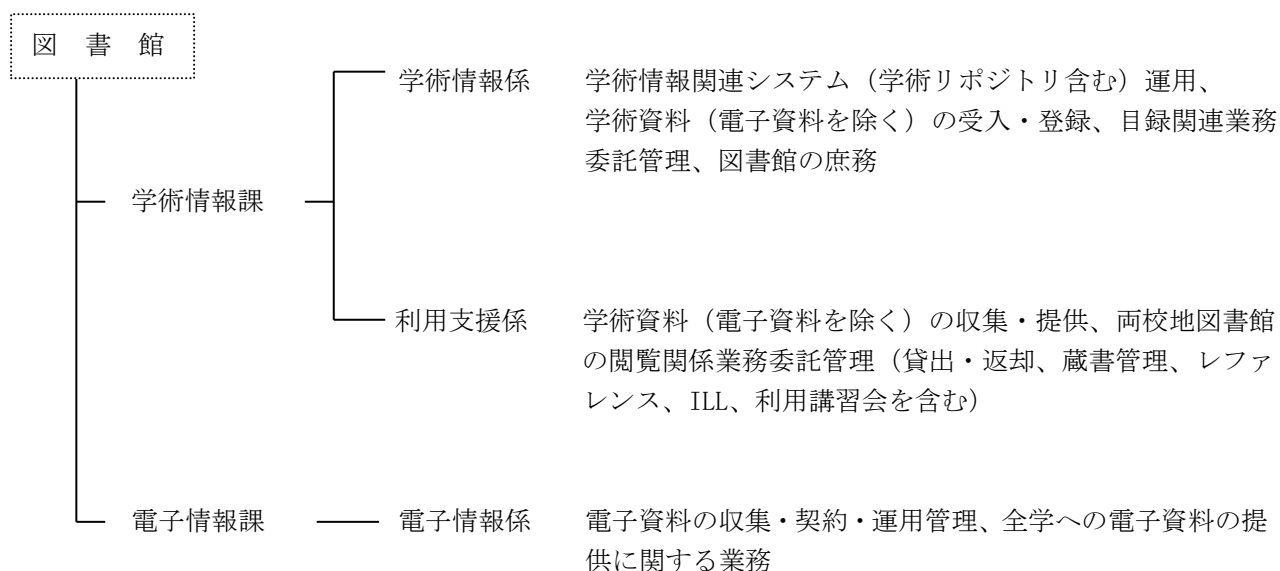 図 書 館
学術情報係
学術情報関連システム（学術リポジトリ含む）運用、
学術資料（電子資料を除く）の受入・登録、目録関連業務
委託管理、図書館の庶務
学術情報課
利用支援係
学術資料（電子資料を除く）の収集・提供、両校地図書館
の閲覧関係業務委託管理（貸出・返却、蔵書管理、レファ
レンス、ILL、利用講習会を含む）
電子情報課
電子情報係
電子資料の収集・契約・運用管理、全学への電子資料の提
供に関する業務